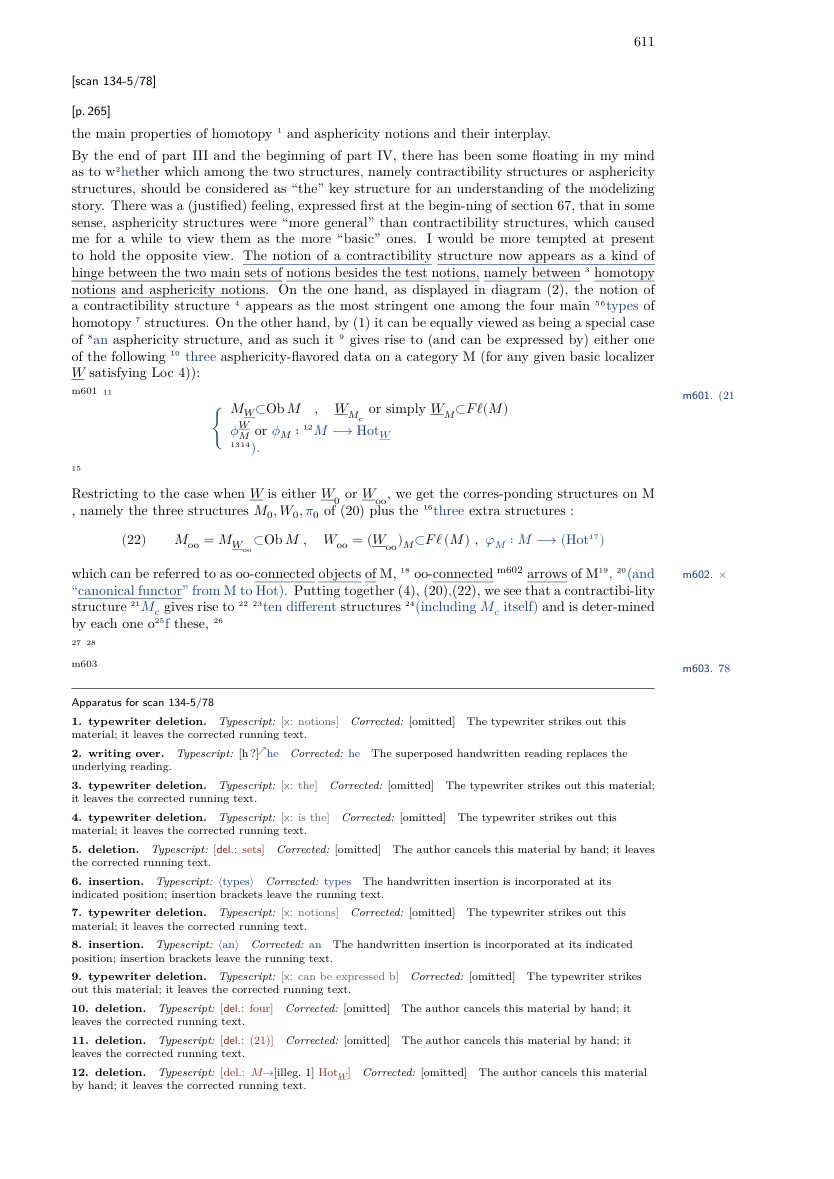 611
[scan 134-5/78]
[p. 265]
the main properties of homotopy ¹ and asphericity notions and their interplay.
By the end of part III and the beginning of part IV, there has been some floating in my mind
as to w²hether which among the two structures, namely contractibility structures or asphericity
structures, should be considered as “the” key structure for an understanding of the modelizing
story. There was a (justified) feeling, expressed first at the begin-ning of section 67, that in some
sense, asphericity structures were “more general” than contractibility structures, which caused
me for a while to view them as the more “basic” ones. I would be more tempted at present
to hold the opposite view. The notion of a contractibility structure now appears as a kind of
hinge between the two main sets of notions besides the test notions, namely between ³ homotopy
notions and asphericity notions. On the one hand, as displayed in diagram (2), the notion of
a contractibility structure ⁴ appears as the most stringent one among the four main ⁵⁶types of
homotopy ⁷ structures. On the other hand, by (1) it can be equally viewed as being a special case
of ⁸an asphericity structure, and as such it ⁹ gives rise to (and can be expressed by) either one
of the following ¹⁰ three asphericity-flavored data on a category M (for any given basic localizer
W satisfying Loc 4)):
m601 ¹¹
m601. (21
M_W⊂Ob M , W_{M_c} or simply W_M⊂Fℓ(M)
ϕ_M^W or ϕ_M : ¹²M ⟶ Hot_W
¹³ ¹⁴).
¹⁵
Restricting to the case when W is either W_0 or W_oo, we get the corres-ponding structures on M
, namely the three structures M_0, W_0, π_0 of (20) plus the ¹⁶three extra structures :
(22) M_oo = M_{W_oo}⊂Ob M , W_oo = (W_oo)_M⊂Fℓ (M) , φ_M : M ⟶ (Hot¹⁷)
which can be referred to as oo-connected objects of M, ¹⁸ oo-connected m602 arrows of M¹⁹, ²⁰(and
m602. ×
“canonical functor” from M to Hot). Putting together (4), (20),(22), we see that a contractibi-lity
structure ²¹M_c gives rise to ²² ²³ten different structures ²⁴(including M_c itself) and is deter-mined
by each one o²⁵f these, ²⁶
²⁷ ²⁸
m603
m603. 78
Apparatus for scan 134-5/78
1. typewriter deletion. Typescript: [x: notions] Corrected: [omitted] The typewriter strikes out this
material; it leaves the corrected running text.
2. writing over. Typescript: [h ?]↗he Corrected: he The superposed handwritten reading replaces the
underlying reading.
3. typewriter deletion. Typescript: [x: the] Corrected: [omitted] The typewriter strikes out this material;
it leaves the corrected running text.
4. typewriter deletion. Typescript: [x: is the] Corrected: [omitted] The typewriter strikes out this
material; it leaves the corrected running text.
5. deletion. Typescript: [del.: sets] Corrected: [omitted] The author cancels this material by hand; it leaves
the corrected running text.
6. insertion. Typescript: ⟨types⟩ Corrected: types The handwritten insertion is incorporated at its
indicated position; insertion brackets leave the running text.
7. typewriter deletion. Typescript: [x: notions] Corrected: [omitted] The typewriter strikes out this
material; it leaves the corrected running text.
8. insertion. Typescript: ⟨an⟩ Corrected: an The handwritten insertion is incorporated at its indicated
position; insertion brackets leave the running text.
9. typewriter deletion. Typescript: [x: can be expressed b] Corrected: [omitted] The typewriter strikes
out this material; it leaves the corrected running text.
10. deletion. Typescript: [del.: four] Corrected: [omitted] The author cancels this material by hand; it
leaves the corrected running text.
11. deletion. Typescript: [del.: (21)] Corrected: [omitted] The author cancels this material by hand; it
leaves the corrected running text.
12. deletion. Typescript: [del.: M→[illeg. 1] Hot_W] Corrected: [omitted] The author cancels this material
by hand; it leaves the corrected running text.